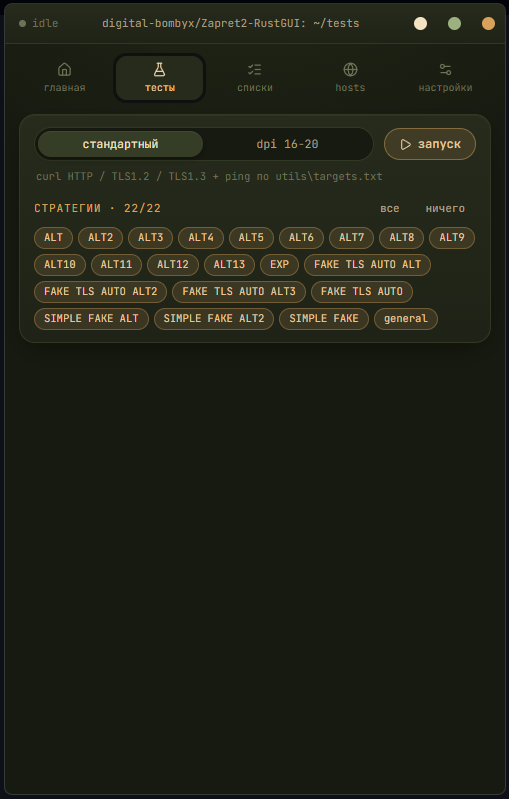 idle digital-bombyx/Zapret2-RustGUI: ~/tests
главная тесты списки hosts настройки
стандартный dpi 16-20 запуск
curl HTTP / TLS1.2 / TLS1.3 + ping по utils\targets.txt
СТРАТЕГИИ · 22/22 все ничего
ALT ALT2 ALT3 ALT4 ALT5 ALT6 ALT7 ALT8 ALT9
ALT10 ALT11 ALT12 ALT13 EXP FAKE TLS AUTO ALT
FAKE TLS AUTO ALT2 FAKE TLS AUTO ALT3 FAKE TLS AUTO
SIMPLE FAKE ALT SIMPLE FAKE ALT2 SIMPLE FAKE general